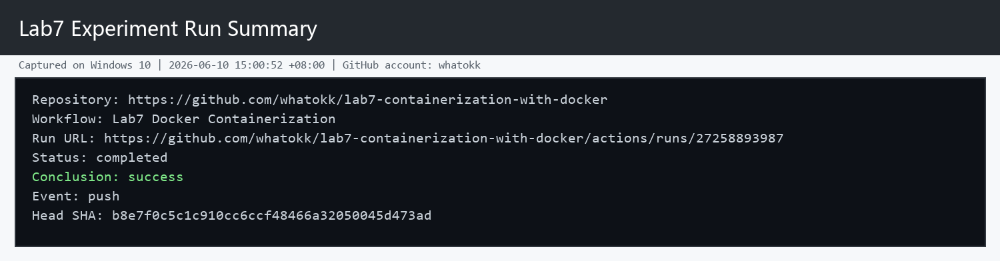 Lab7 Experiment Run Summary
Captured on Windows 10 | 2026-06-10 15:00:52 +08:00 | GitHub account: whatokk
Repository: https://github.com/whatokk/lab7-containerization-with-docker
Workflow: Lab7 Docker Containerization
Run URL: https://github.com/whatokk/lab7-containerization-with-docker/actions/runs/27258893987
Status: completed
Conclusion: success
Event: push
Head SHA: b8e7f0c5c1c910cc6ccf48466a32050045d473ad